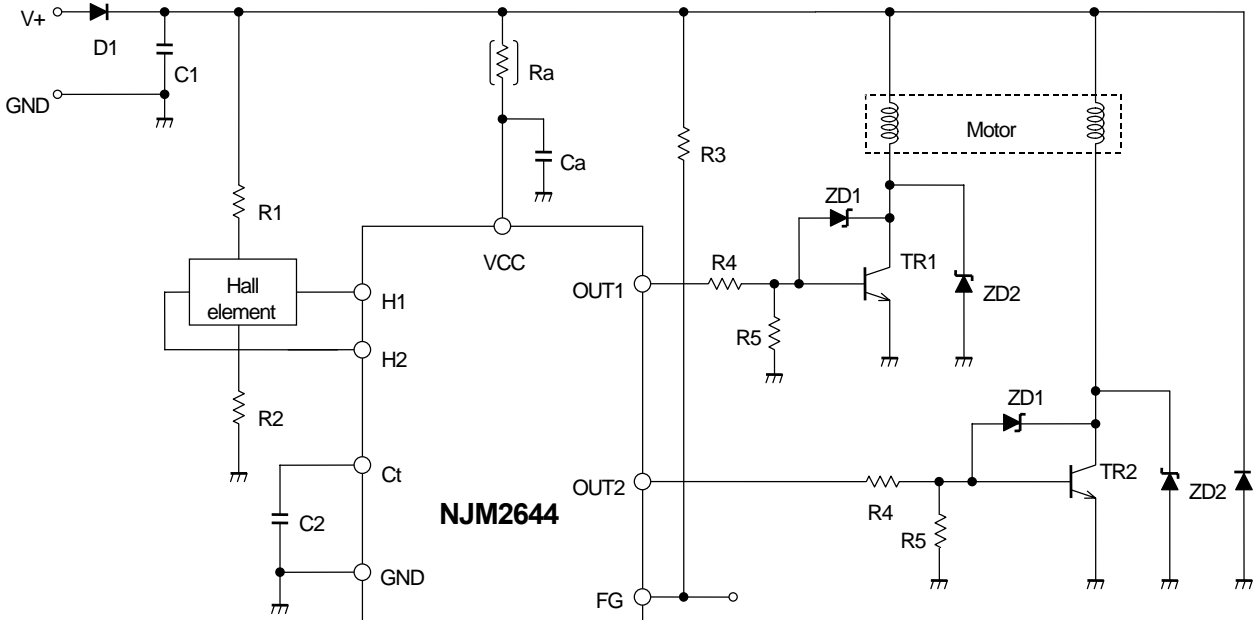 V+
D1
C1
GND
Ra
Ca
R3
Motor
R1
Hall
element
VCC
H1
H2
R2
Ct
C2
GND
NJM2644
OUT1
R4
R5
ZD1
TR1
ZD2
OUT2
R4
R5
ZD1
TR2
ZD2
FG